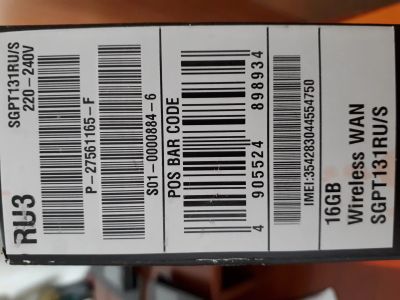 SGPT131RU/S
220-240V
RU3
P-27561165-F
S01-0000884-6
POS BAR CODE
4 905524 898934
IMEI:354283044554750
16GB
Wireless WAN
SGPT131RU/S